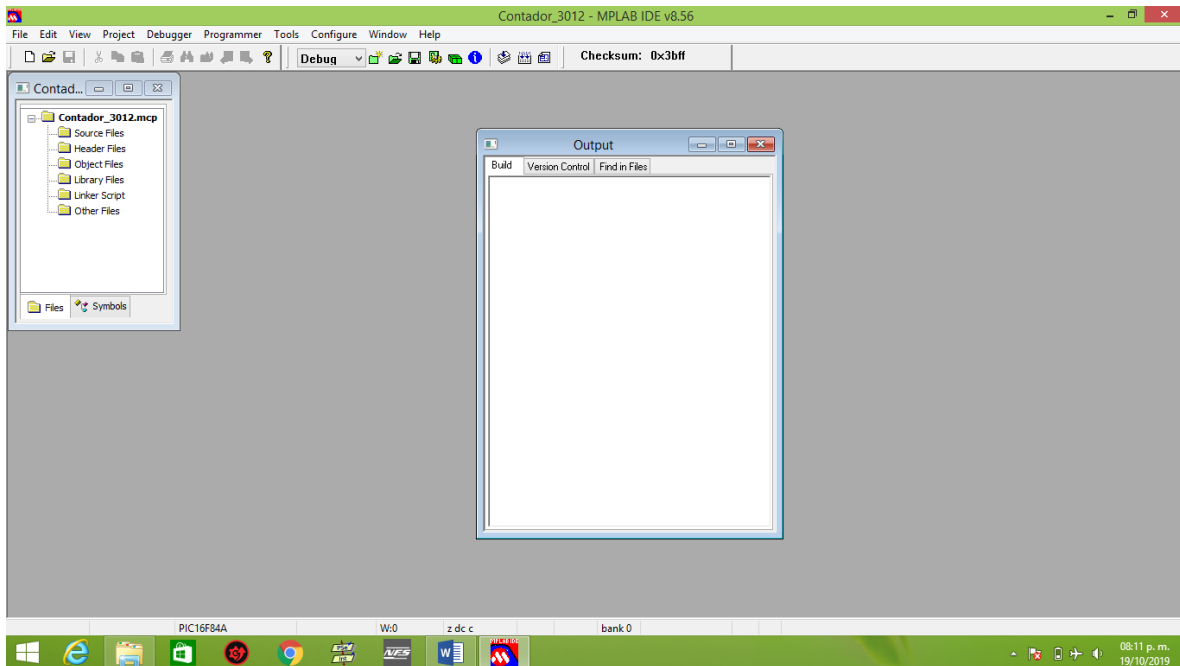 Contador_3012 - MPLAB IDE v8.56
File Edit View Project Debugger Programmer Tools Configure Window Help
Debug Checksum: 0x3bff
Contad...
Contador_3012.mcp
Source Files
Header Files
Object Files
Library Files
Linker Script
Other Files
Files Symbols
Output
Build Version Control Find in Files
PIC16F84A W:0 z dc c bank 0
NFS
08:11 p. m.
19/10/2019